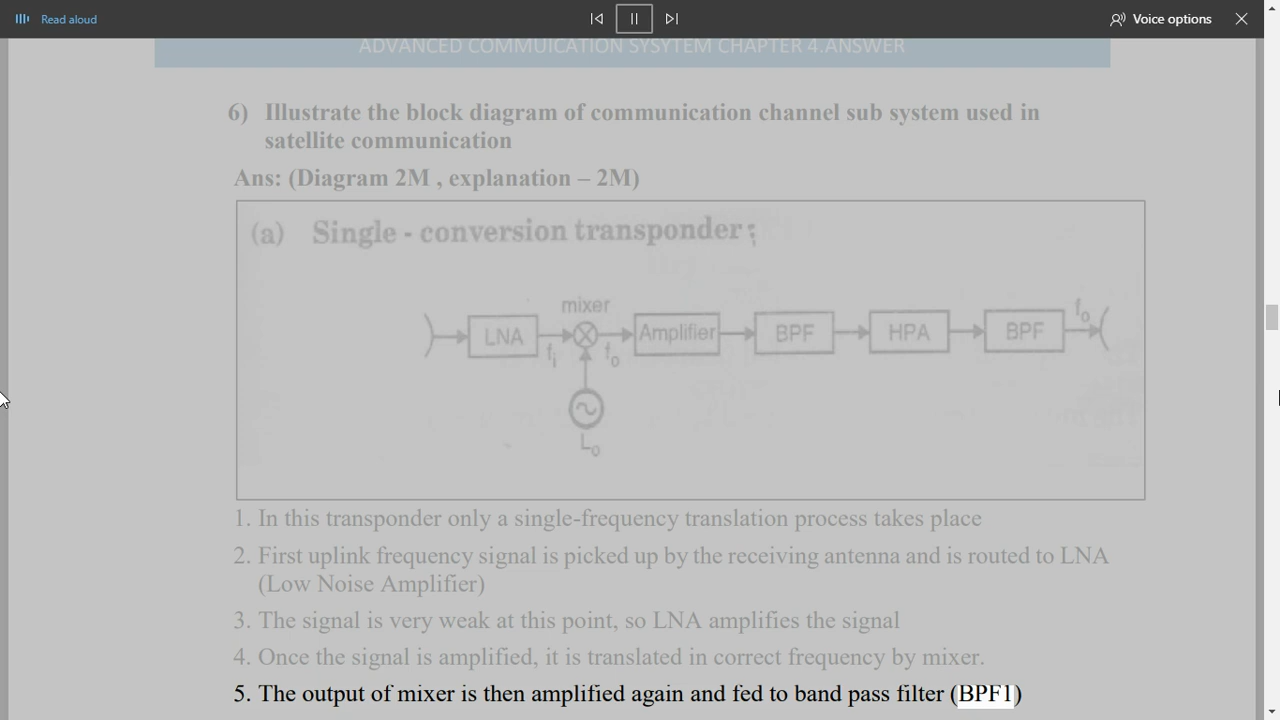 Read aloud
Voice options
ADVANCED COMMUICATION SYSYTEM CHAPTER 4.ANSWER
6) Illustrate the block diagram of communication channel sub system used in
satellite communication
Ans: (Diagram 2M , explanation – 2M)
(a) Single - conversion transponder :
mixer
LNA
Amplifier
BPF
HPA
BPF
fo
fi
fo
Lo
1. In this transponder only a single-frequency translation process takes place
2. First uplink frequency signal is picked up by the receiving antenna and is routed to LNA
(Low Noise Amplifier)
3. The signal is very weak at this point, so LNA amplifies the signal
4. Once the signal is amplified, it is translated in correct frequency by mixer.
5. The output of mixer is then amplified again and fed to band pass filter (BPF1)